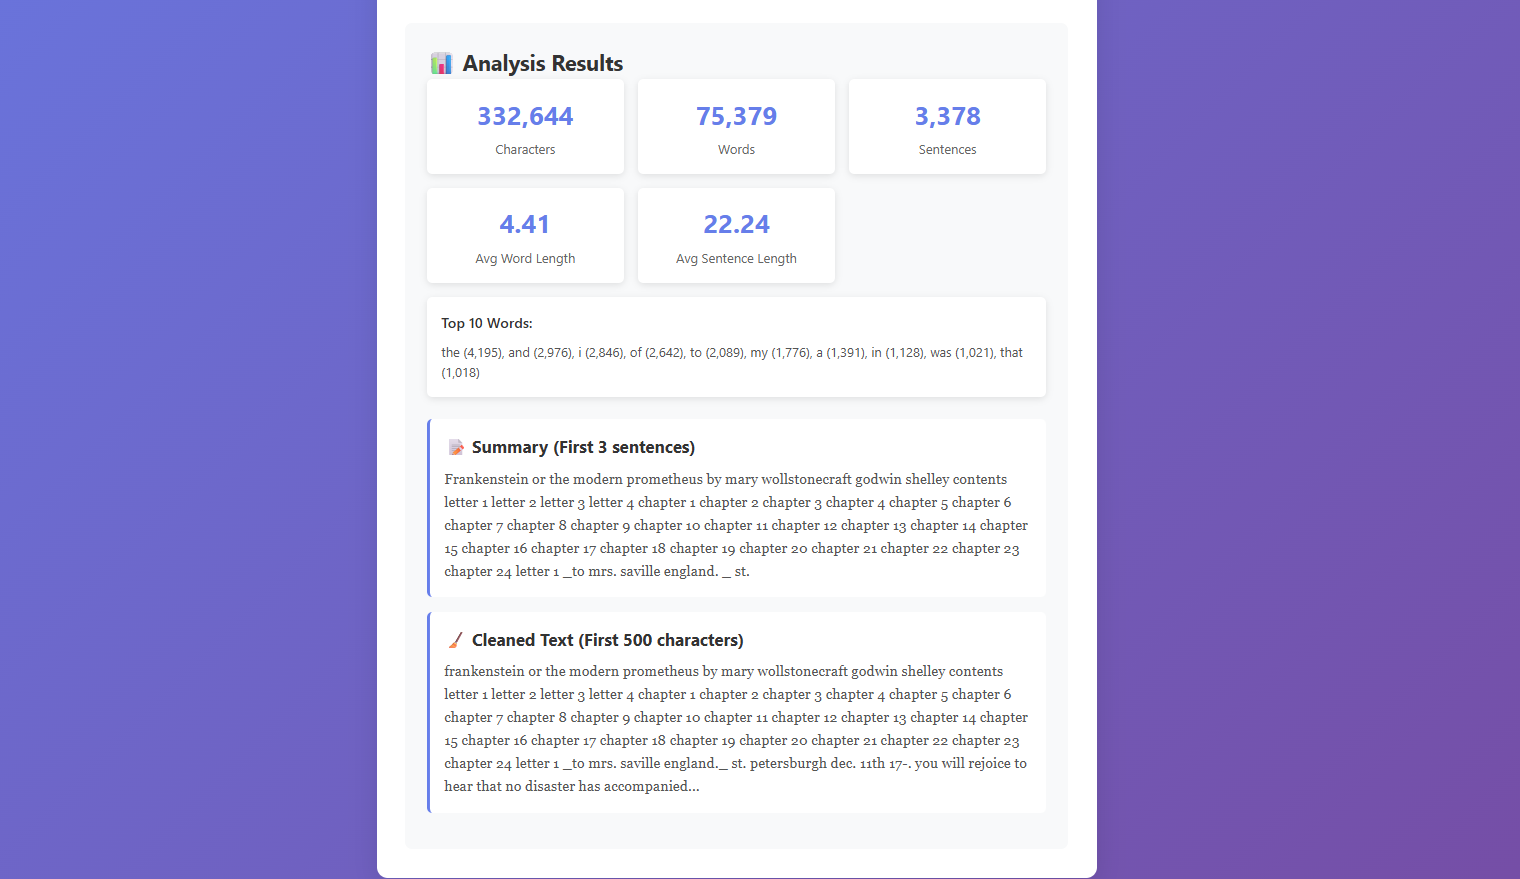 Analysis Results
332,644
Characters
75,379
Words
3,378
Sentences
4.41
Avg Word Length
22.24
Avg Sentence Length
Top 10 Words:
the (4,195), and (2,976), i (2,846), of (2,642), to (2,089), my (1,776), a (1,391), in (1,128), was (1,021), that
(1,018)
Summary (First 3 sentences)
Frankenstein or the modern prometheus by mary wollstonecraft godwin shelley contents
letter 1 letter 2 letter 3 letter 4 chapter 1 chapter 2 chapter 3 chapter 4 chapter 5 chapter 6
chapter 7 chapter 8 chapter 9 chapter 10 chapter 11 chapter 12 chapter 13 chapter 14 chapter
15 chapter 16 chapter 17 chapter 18 chapter 19 chapter 20 chapter 21 chapter 22 chapter 23
chapter 24 letter 1 _to mrs. saville england. _ st.
Cleaned Text (First 500 characters)
frankenstein or the modern prometheus by mary wollstonecraft godwin shelley contents
letter 1 letter 2 letter 3 letter 4 chapter 1 chapter 2 chapter 3 chapter 4 chapter 5 chapter 6
chapter 7 chapter 8 chapter 9 chapter 10 chapter 11 chapter 12 chapter 13 chapter 14 chapter
15 chapter 16 chapter 17 chapter 18 chapter 19 chapter 20 chapter 21 chapter 22 chapter 23
chapter 24 letter 1 _to mrs. saville england._ st. petersburgh dec. 11th 17-. you will rejoice to
hear that no disaster has accompanied...